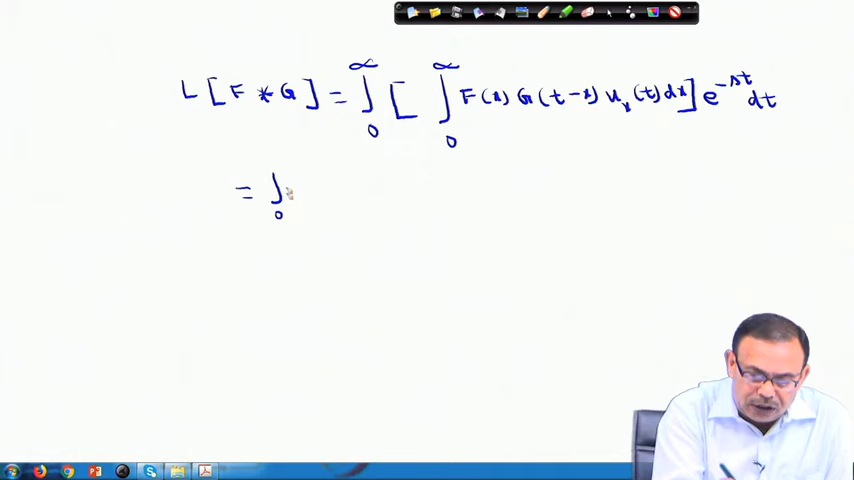 L [ F * G ] = ∫₀^∞ [ ∫₀^∞ F(x) G(t-x) uₓ(t) dx ] e^{-st} dt
= ∫₀